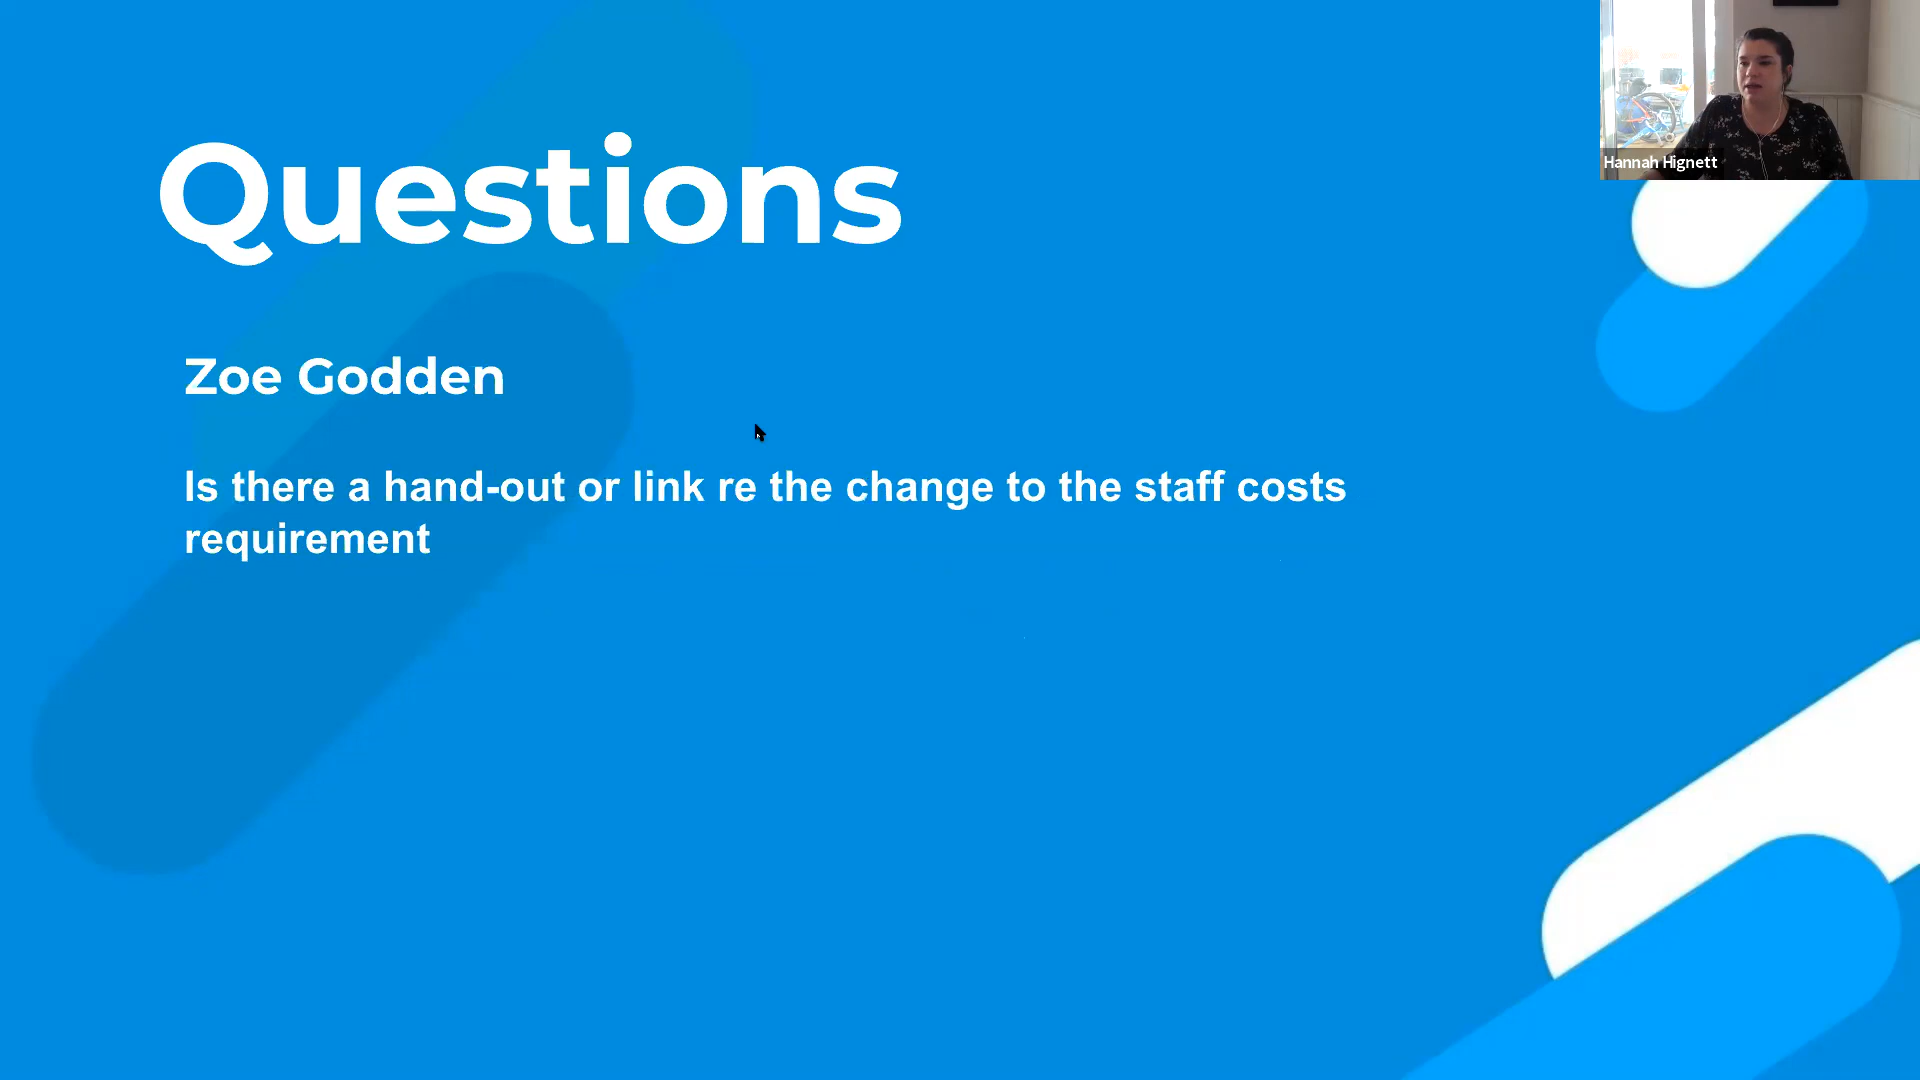 Questions
Hannah Hignett
Zoe Godden
Is there a hand-out or link re the change to the staff costs
requirement